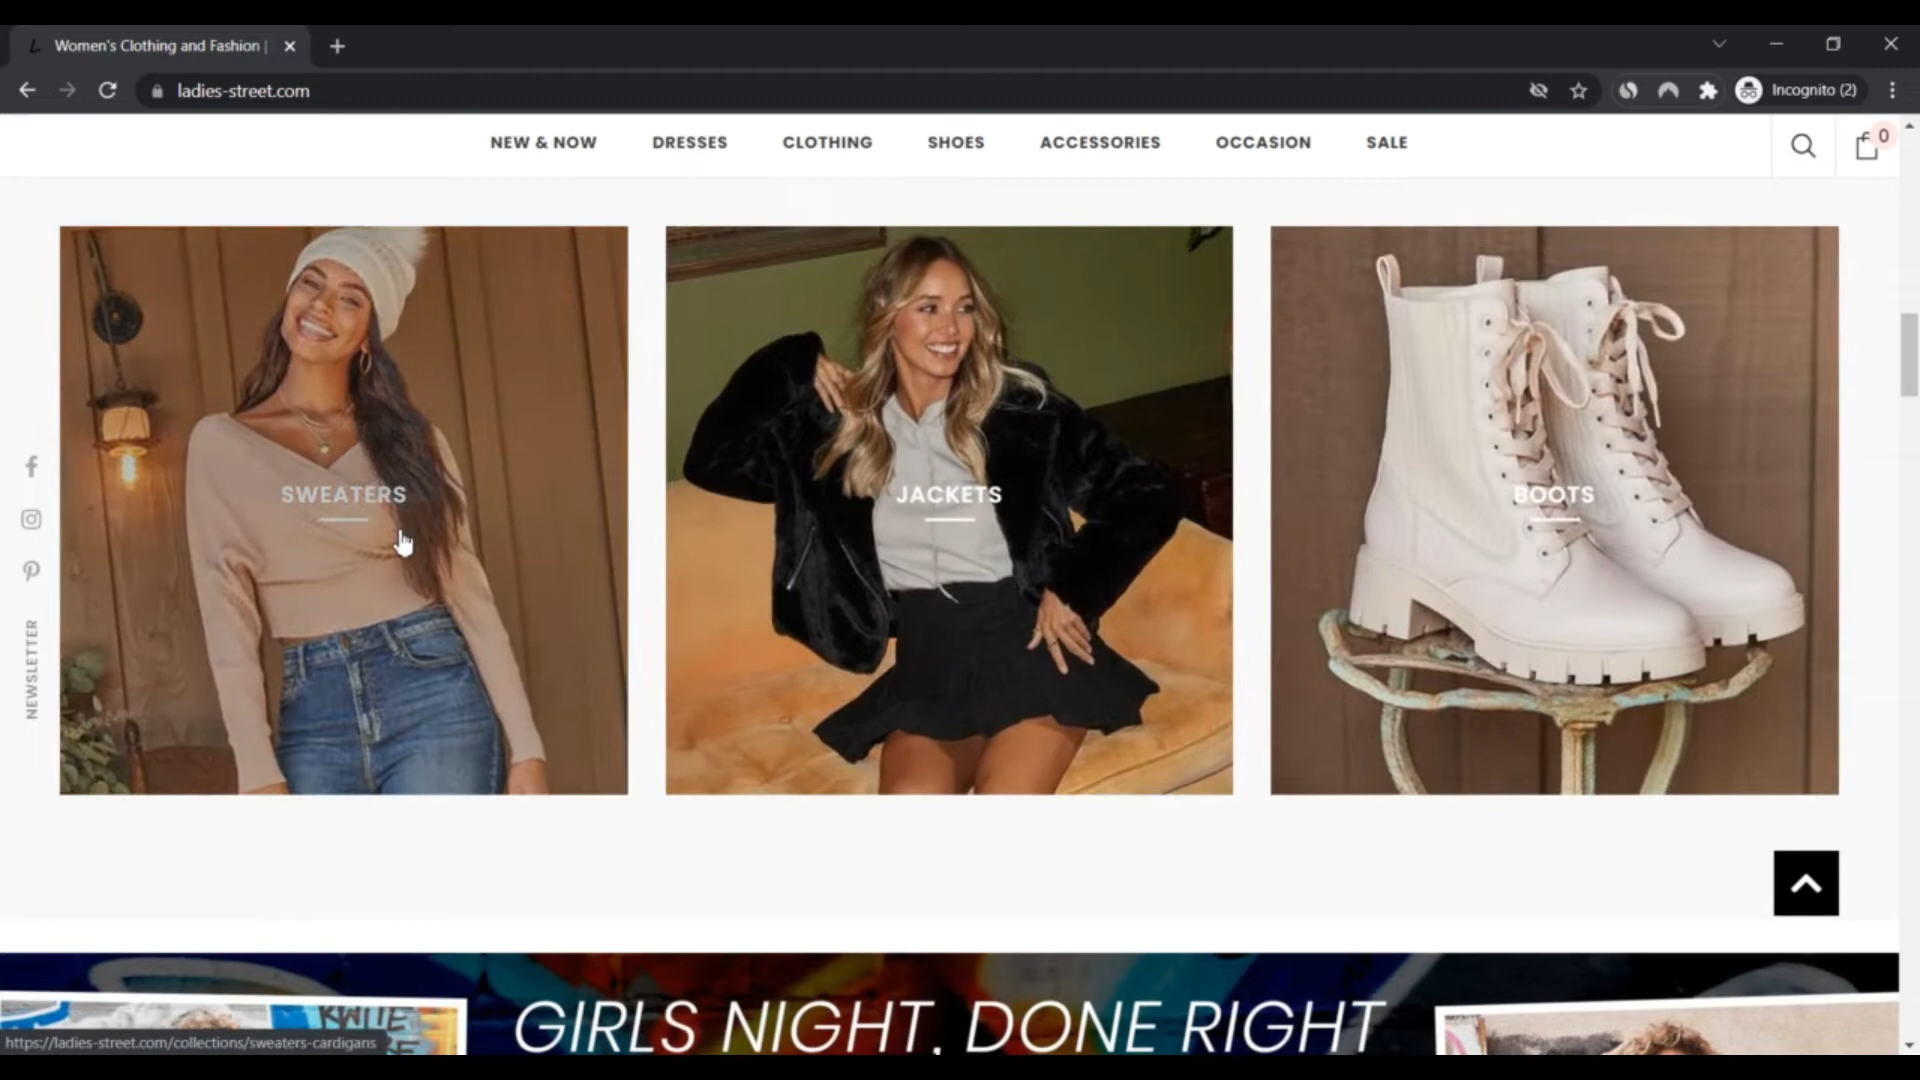 Women's Clothing and Fashion |
ladies-street.com
Incognito (2)
NEW & NOW
DRESSES
CLOTHING
SHOES
ACCESSORIES
OCCASION
SALE
0
SWEATERS
JACKETS
BOOTS
NEWSLETTER
GIRLS NIGHT, DONE RIGHT
https://ladies-street.com/collections/sweaters-cardigans